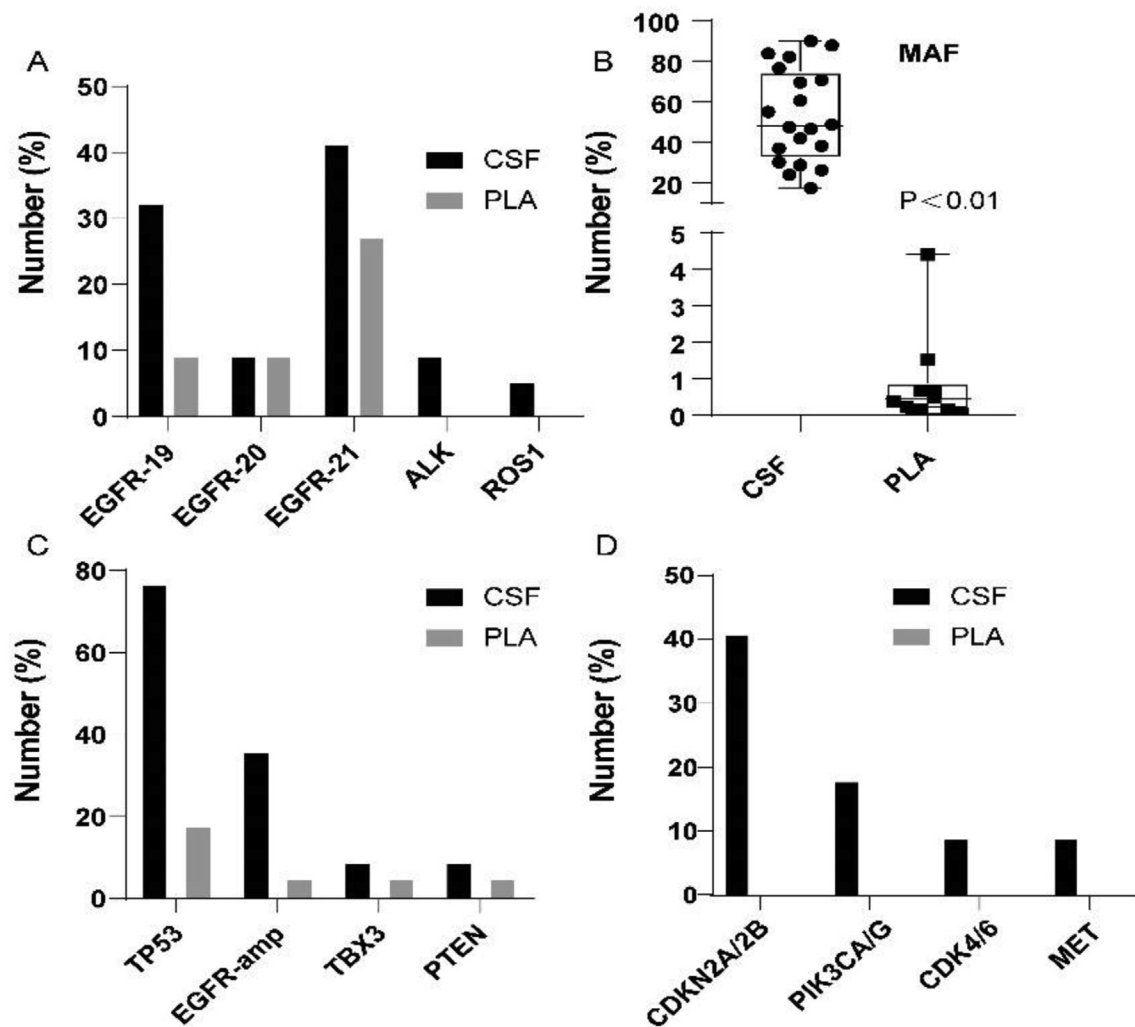 A
Number (%)
50
40
30
20
10
0
CSF
PLA
EGFR-19
EGFR-20
EGFR-21
ALK
ROS1
B
Number (%)
100
80
60
40
20
5
4
3
2
1
0
MAF
P<0.01
CSF
PLA
C
Number (%)
80
60
40
20
0
CSF
PLA
TP53
EGFR-amp
TBX3
PTEN
D
Number (%)
50
40
30
20
10
0
CSF
PLA
CDKN2A/2B
PIK3CA/G
CDK4/6
MET